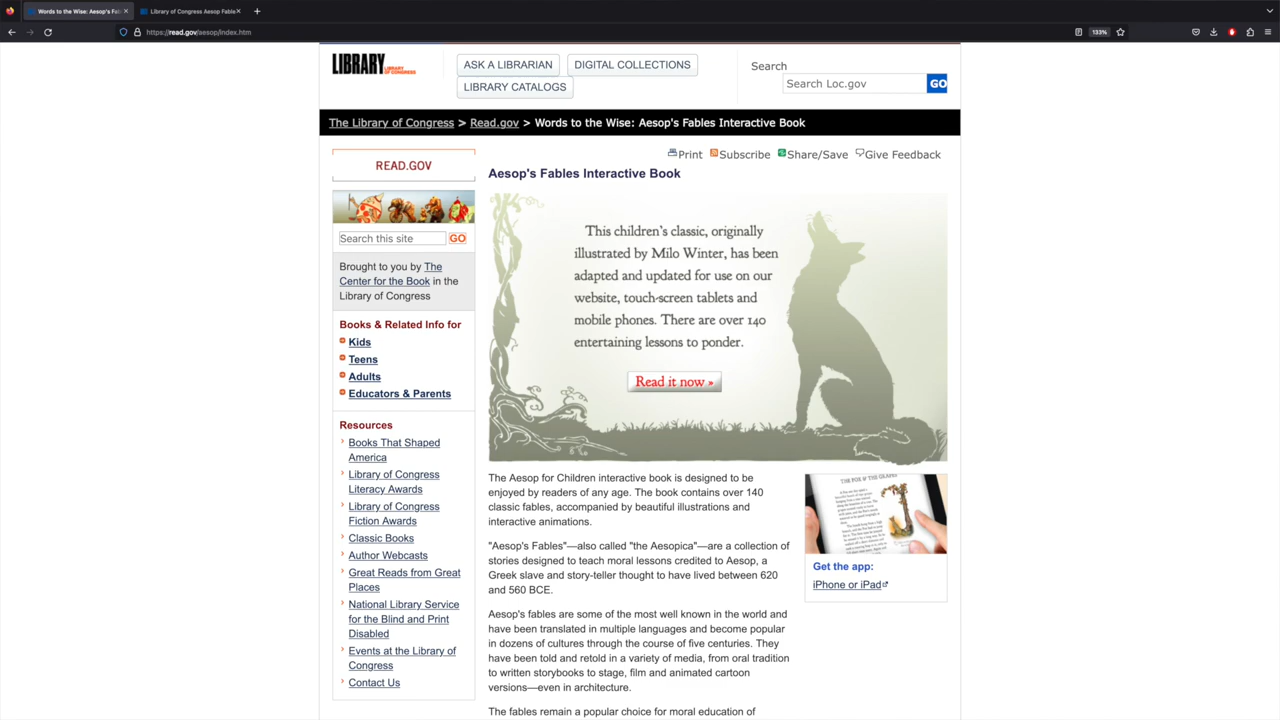 Words to the Wise: Aesop's Fab
Library of Congress Aesop Fable
https://read.gov/aesop/index.htm
133%
LIBRARY
LIBRARY OF CONGRESS
ASK A LIBRARIAN
DIGITAL COLLECTIONS
LIBRARY CATALOGS
Search
Search Loc.gov
GO
The Library of Congress > Read.gov > Words to the Wise: Aesop's Fables Interactive Book
Print Subscribe Share/Save Give Feedback
READ.GOV
Search this site
GO
Brought to you by The
Center for the Book in the
Library of Congress
Books & Related Info for
Kids
Teens
Adults
Educators & Parents
Resources
Books That Shaped
America
Library of Congress
Literacy Awards
Library of Congress
Fiction Awards
Classic Books
Author Webcasts
Great Reads from Great
Places
National Library Service
for the Blind and Print
Disabled
Events at the Library of
Congress
Contact Us
Aesop's Fables Interactive Book
This children's classic, originally
illustrated by Milo Winter, has been
adapted and updated for use on our
website, touch-screen tablets and
mobile phones. There are over 140
entertaining lessons to ponder.
Read it now »
The Aesop for Children interactive book is designed to be
enjoyed by readers of any age. The book contains over 140
classic fables, accompanied by beautiful illustrations and
interactive animations.
"Aesop's Fables"—also called "the Aesopica"—are a collection of
stories designed to teach moral lessons credited to Aesop, a
Greek slave and story-teller thought to have lived between 620
and 560 BCE.
Aesop's fables are some of the most well known in the world and
have been translated in multiple languages and become popular
in dozens of cultures through the course of five centuries. They
have been told and retold in a variety of media, from oral tradition
to written storybooks to stage, film and animated cartoon
versions—even in architecture.
The fables remain a popular choice for moral education of
THE FOX & THE GRAPES
Get the app:
iPhone or iPad